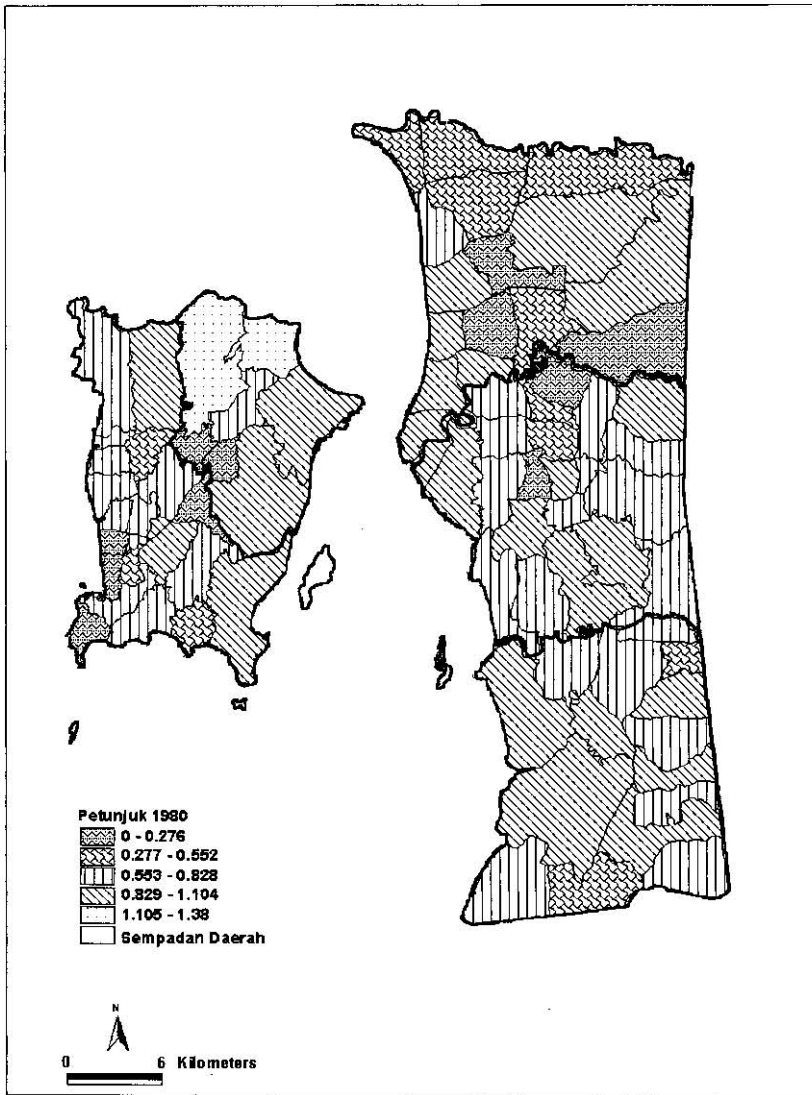 Petunjuk 1980
0 - 0.276
0.277 - 0.552
0.553 - 0.828
0.829 - 1.104
1.105 - 1.38
Sempadan Daerah
N
0 6 Kilometers